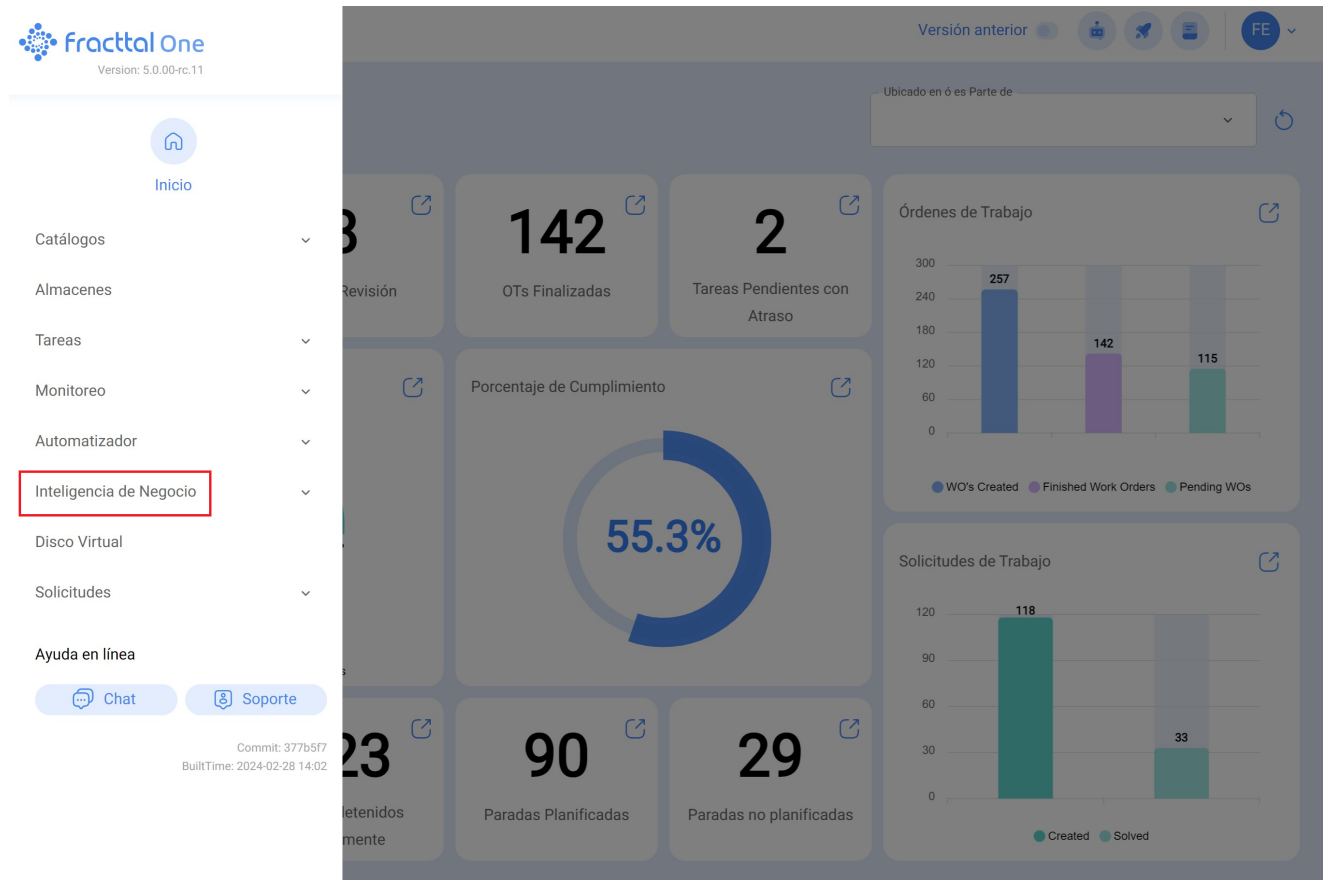 fracttal One
Version: 5.0.00-rc.11
Inicio
Catálogos
Almacenes
Tareas
Monitoreo
Automatizador
Inteligencia de Negocio
Disco Virtual
Solicitudes
Ayuda en línea
Chat
Soporte
Commit: 377b5f7
BuiltTime: 2024-02-28 14:02
Versión anterior
FE
Ubicado en ó es Parte de
Revisión
142
OTs Finalizadas
2
Tareas Pendientes con
Atraso
Órdenes de Trabajo
300
240
180
120
60
0
257
142
115
WO's Created
Finished Work Orders
Pending WOs
Porcentaje de Cumplimiento
55.3%
Solicitudes de Trabajo
120
90
60
30
0
118
33
Created
Solved
23
90
Paradas Planificadas
29
Paradas no planificadas